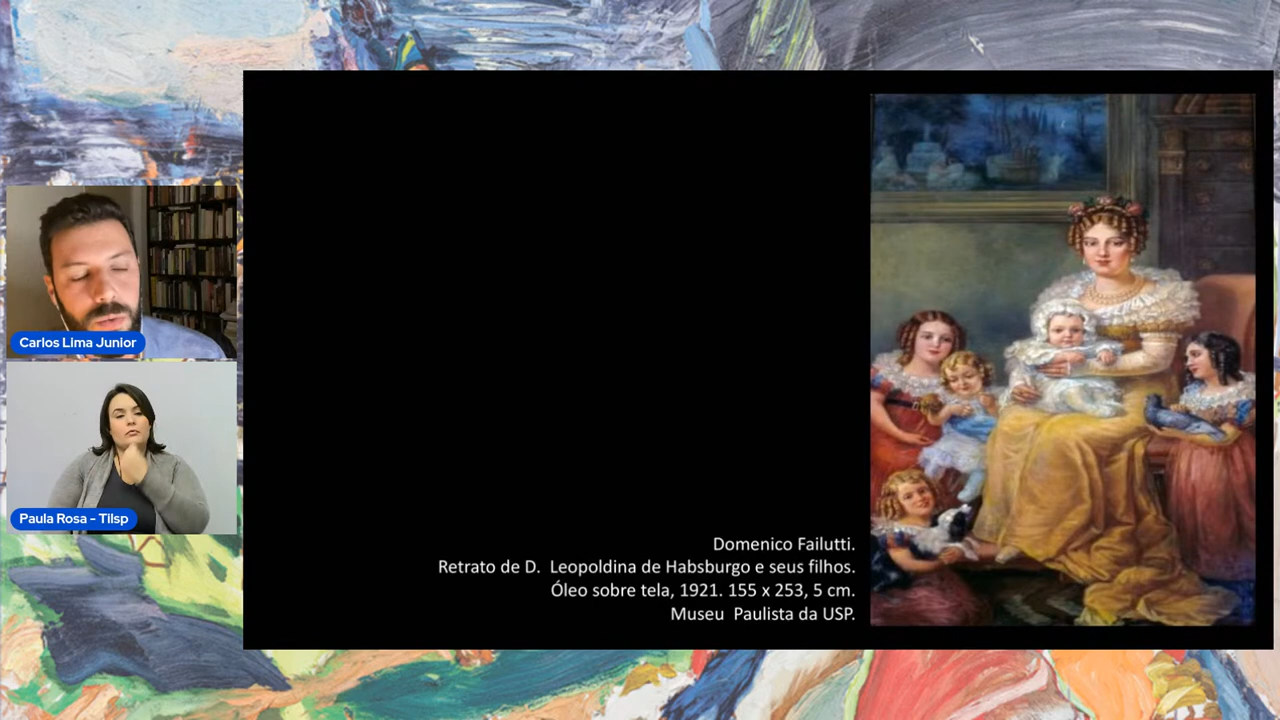 Carlos Lima Junior
Paula Rosa - Tilsp
Domenico Failutti.
Retrato de D. Leopoldina de Habsburgo e seus filhos.
Óleo sobre tela, 1921. 155 x 253, 5 cm.
Museu Paulista da USP.